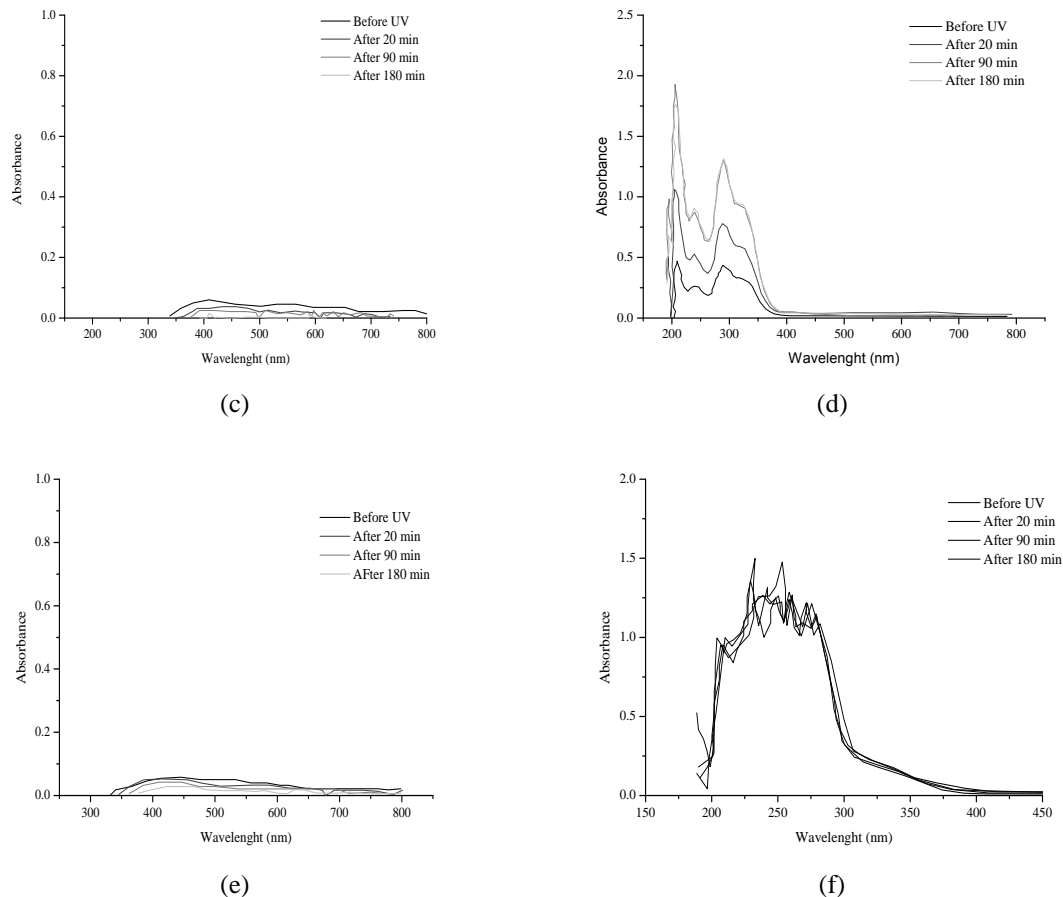 1.0
0.8
0.6
0.4
0.2
0.0
Absorbance
200 300 400 500 600 700 800
Wavelenght (nm)
Before UV
After 20 min
After 90 min
After 180 min
(c)
2.5
2.0
1.5
1.0
0.5
0.0
Absorbance
200 300 400 500 600 700 800
Wavelenght (nm)
Before UV
After 20 min
After 90 min
After 180 min
(d)
1.0
0.8
0.6
0.4
0.2
0.0
Absorbance
300 400 500 600 700 800
Wavelenght (nm)
Before UV
After 20 min
After 90 min
AFter 180 min
(e)
2.0
1.5
1.0
0.5
0.0
Absorbance
150 200 250 300 350 400 450
Wavelenght (nm)
Before UV
After 20 min
After 90 min
After 180 min
(f)